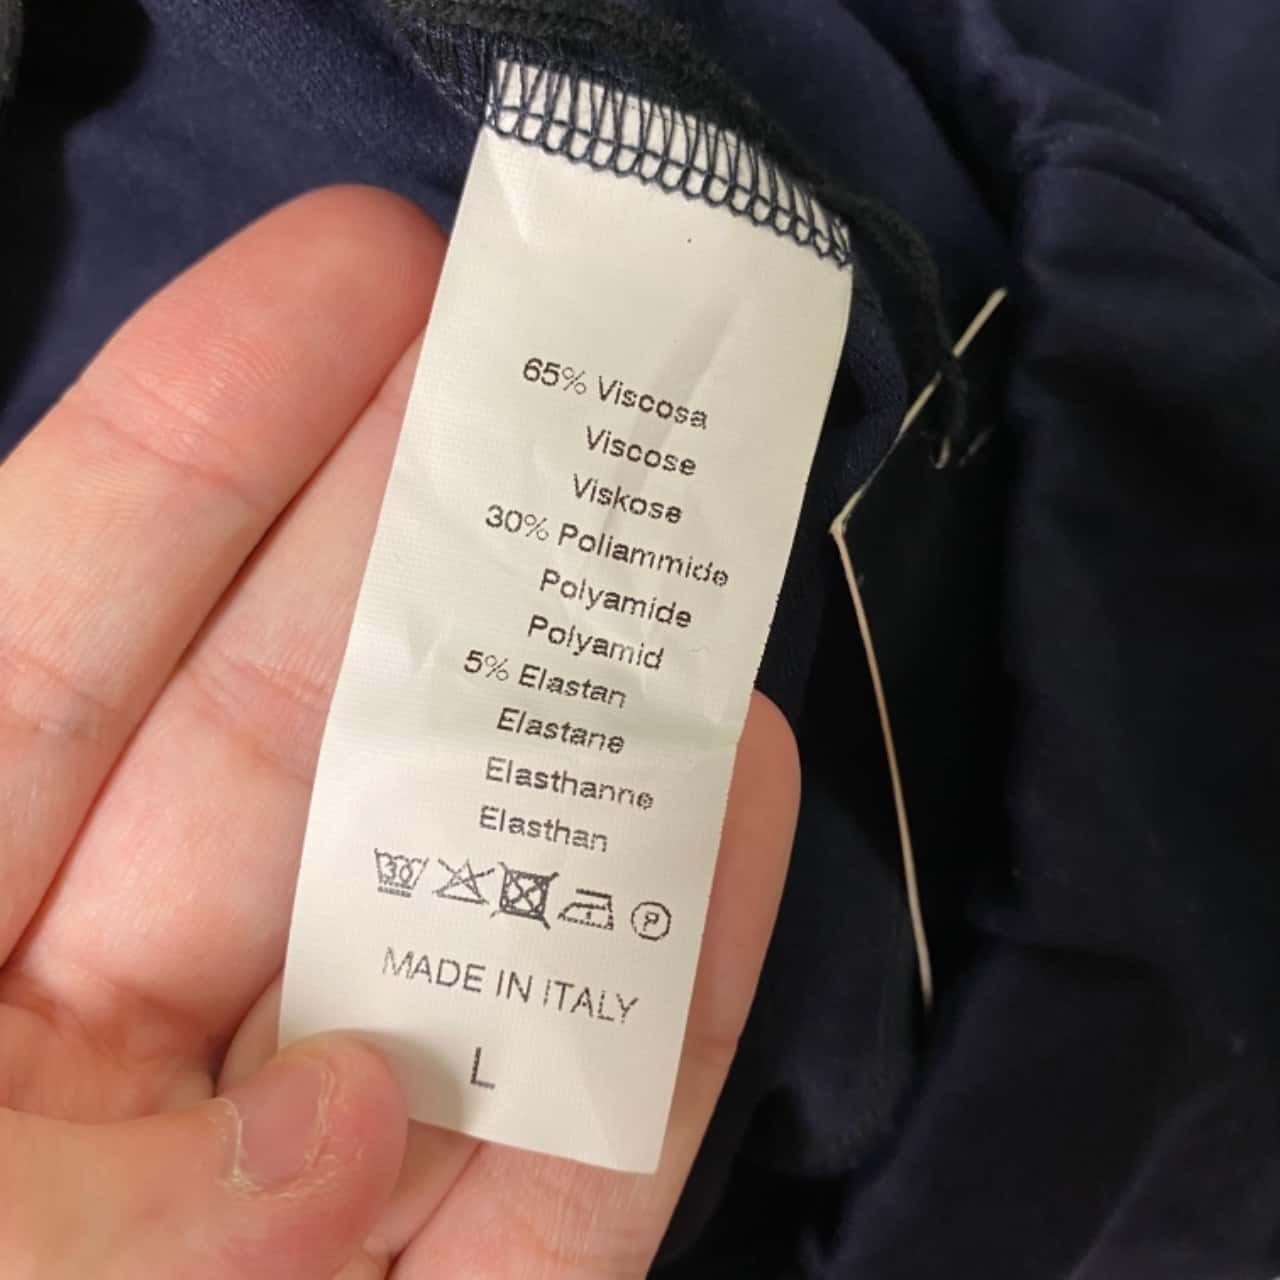 65% Viscosa
Viscose
Viskose
30% Poliammide
Polyamide
Polyamid
5% Elastan
Elastane
Elasthanne
Elasthan
30 P
MADE IN ITALY
L